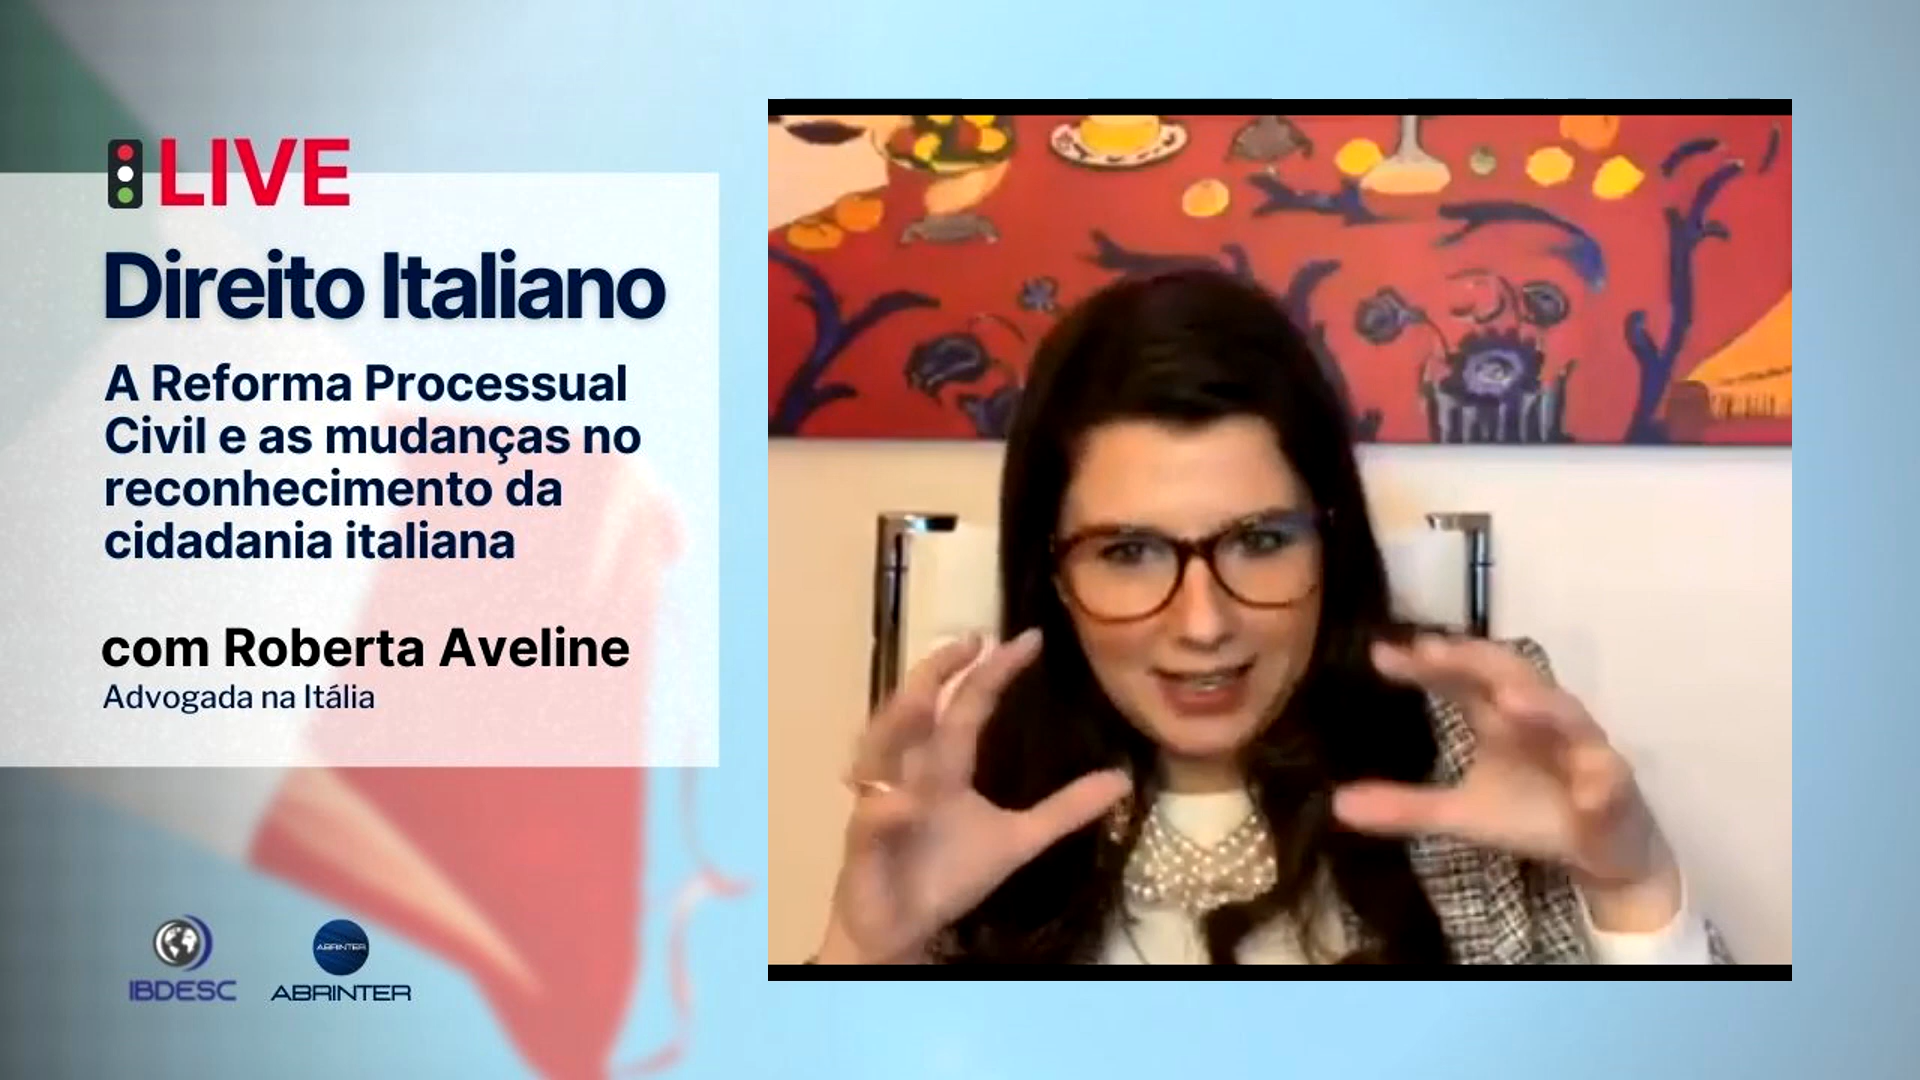 LIVE
Direito Italiano
A Reforma Processual
Civil e as mudanças no
reconhecimento da
cidadania italiana
com Roberta Aveline
Advogada na Itália
IBDESC
ABRINTER
ABRINTER